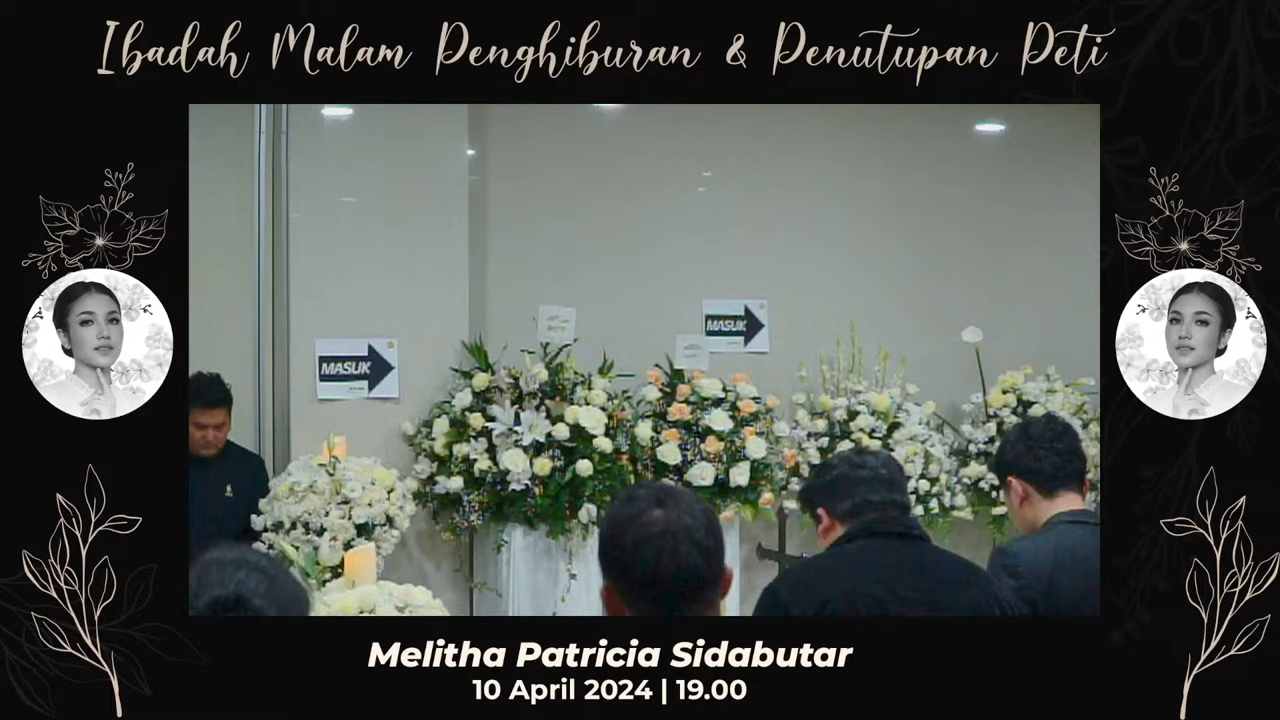 Ibadah Malam Penghiburan & Penutupan Peti
MASUK
MASUK
Melitha Patricia Sidabutar
10 April 2024 | 19.00